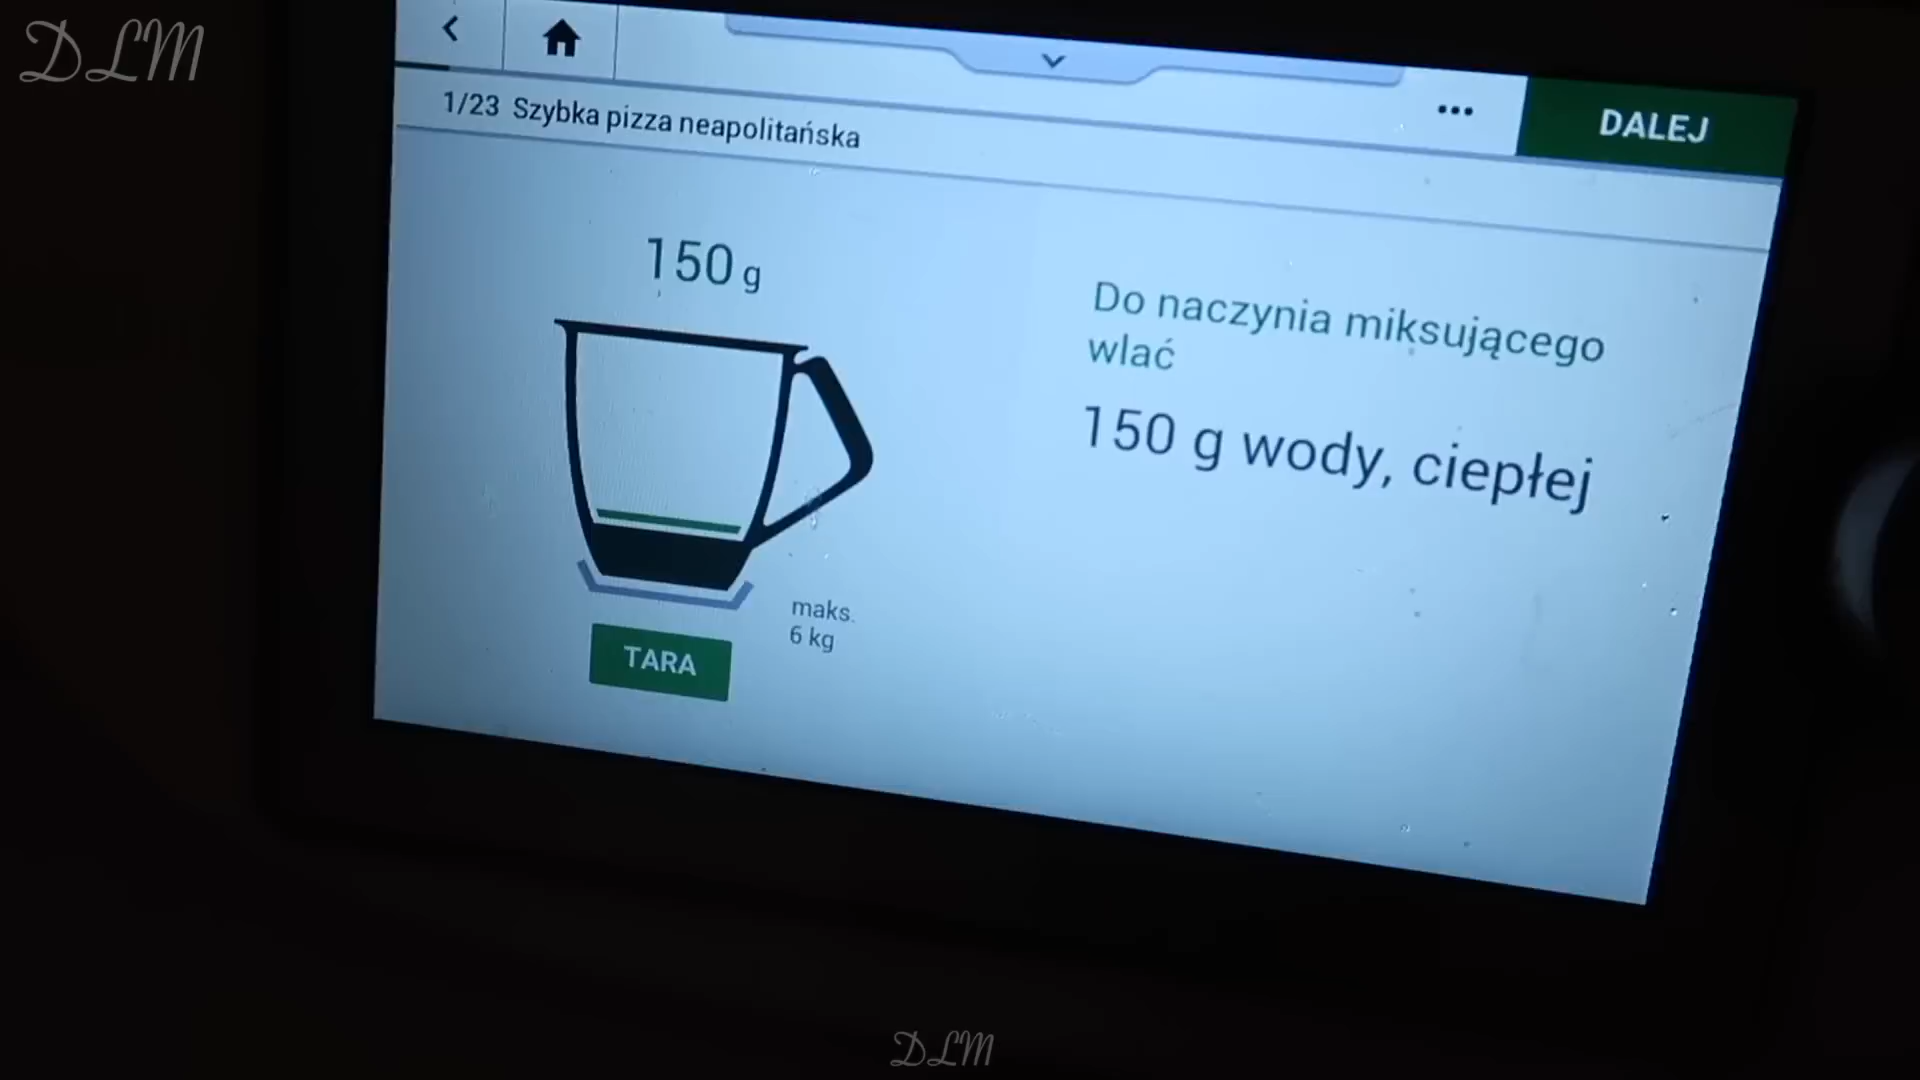 DLM
DALEJ
1/23 Szybka pizza neapolitańska
150 g
Do naczynia miksującego
wlać
150 g wody, ciepłej
maks.
6 kg
TARA
DLM